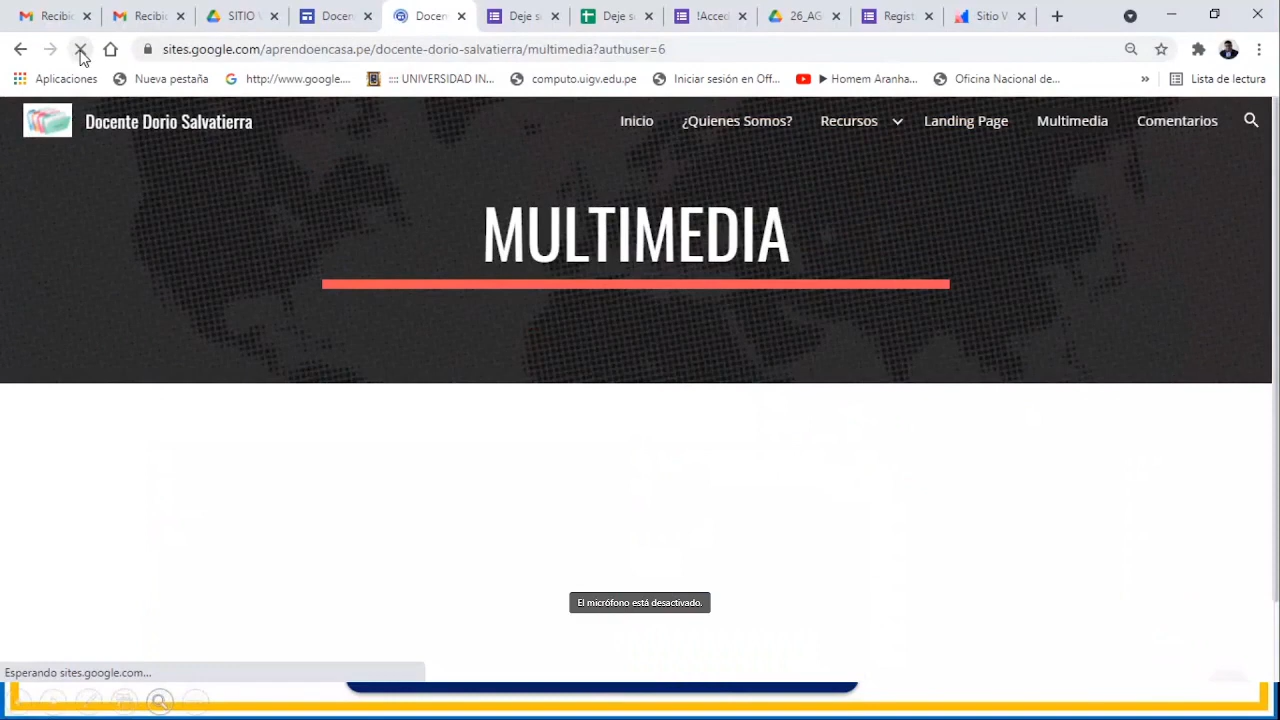 Recibid
Recibic
SITIO V
Docen
Docen
Deje s
Deje s
!Acced
26_AG
Regist
Sitio V
sites.google.com/aprendoencasa.pe/docente-dorio-salvatierra/multimedia?authuser=6
Aplicaciones
Nueva pestaña
http://www.google....
:::: UNIVERSIDAD IN...
computo.uigv.edu.pe
Iniciar sesión en Off...
▶ Homem Aranha...
Oficina Nacional de...
»
Lista de lectura
Docente Dorio Salvatierra
Inicio
¿Quienes Somos?
Recursos
Landing Page
Multimedia
Comentarios
MULTIMEDIA
El micrófono está desactivado.
Esperando sites.google.com...